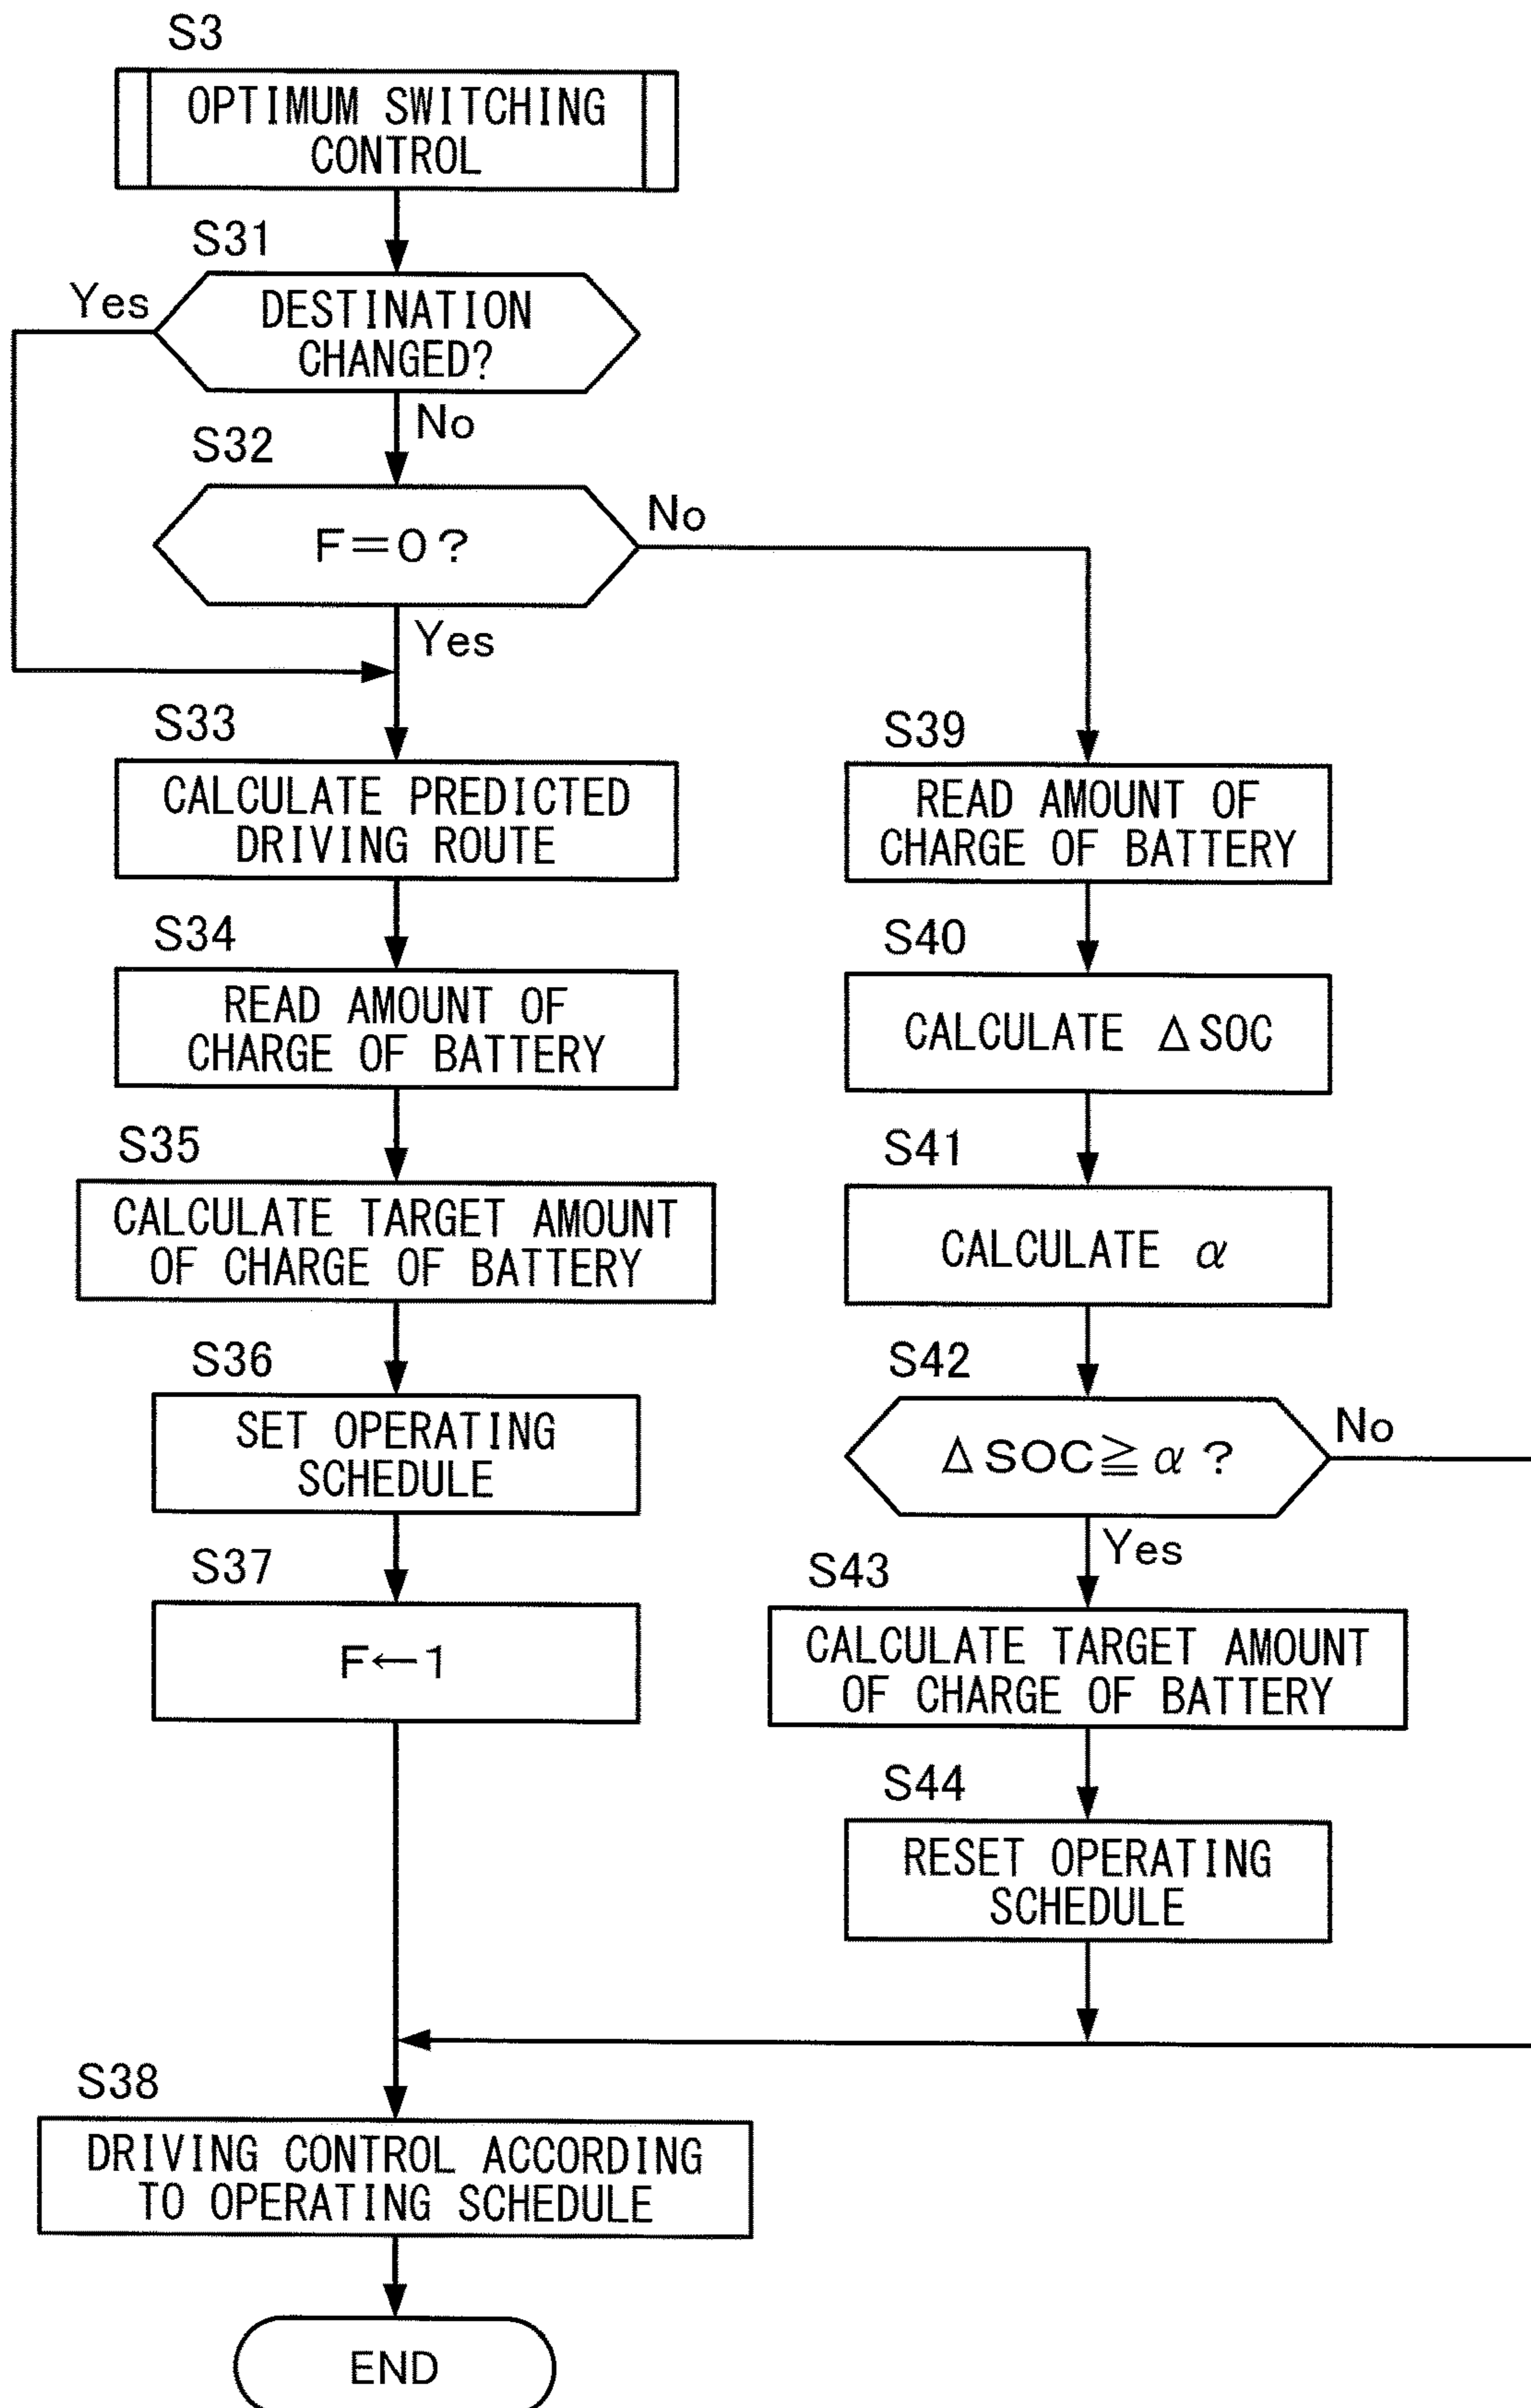 S3
OPTIMUM SWITCHING
CONTROL
S31
Yes
DESTINATION
CHANGED?
No
S32
F=0?
No
Yes
S33
CALCULATE PREDICTED
DRIVING ROUTE
S34
READ AMOUNT OF
CHARGE OF BATTERY
S35
CALCULATE TARGET AMOUNT
OF CHARGE OF BATTERY
S36
SET OPERATING
SCHEDULE
S37
F←1
S39
READ AMOUNT OF
CHARGE OF BATTERY
S40
CALCULATE ΔSOC
S41
CALCULATE α
S42
ΔSOC≧α?
No
Yes
S43
CALCULATE TARGET AMOUNT
OF CHARGE OF BATTERY
S44
RESET OPERATING
SCHEDULE
S38
DRIVING CONTROL ACCORDING
TO OPERATING SCHEDULE
END